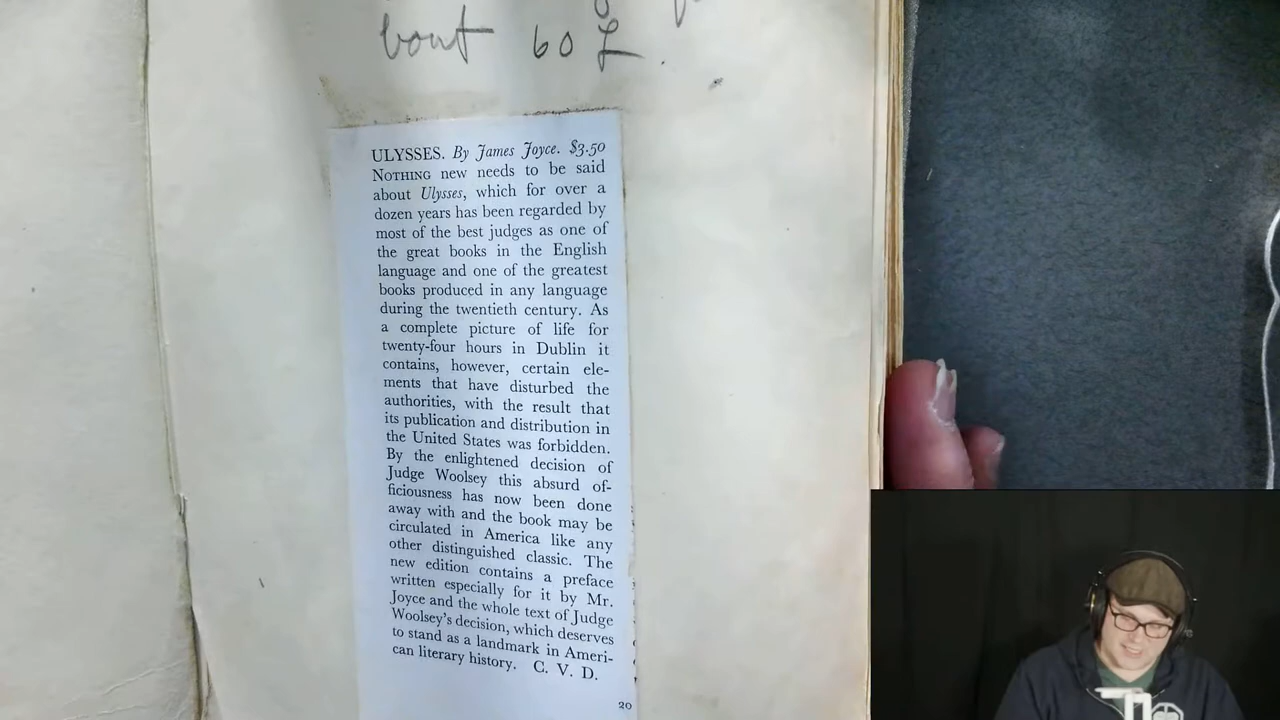 bout 60 £.
ULYSSES. By James Joyce. $3.50
NOTHING new needs to be said
about Ulysses, which for over a
dozen years has been regarded by
most of the best judges as one of
the great books in the English
language and one of the greatest
books produced in any language
during the twentieth century. As
a complete picture of life for
twenty-four hours in Dublin it
contains, however, certain ele-
ments that have disturbed the
authorities, with the result that
its publication and distribution in
the United States was forbidden.
By the enlightened decision of
Judge Woolsey this absurd of-
ficiousness has now been done
away with and the book may be
circulated in America like any
other distinguished classic. The
new edition contains a preface
written especially for it by Mr.
Joyce and the whole text of Judge
Woolsey's decision, which deserves
to stand as a landmark in Ameri-
can literary history. C. V. D.
20